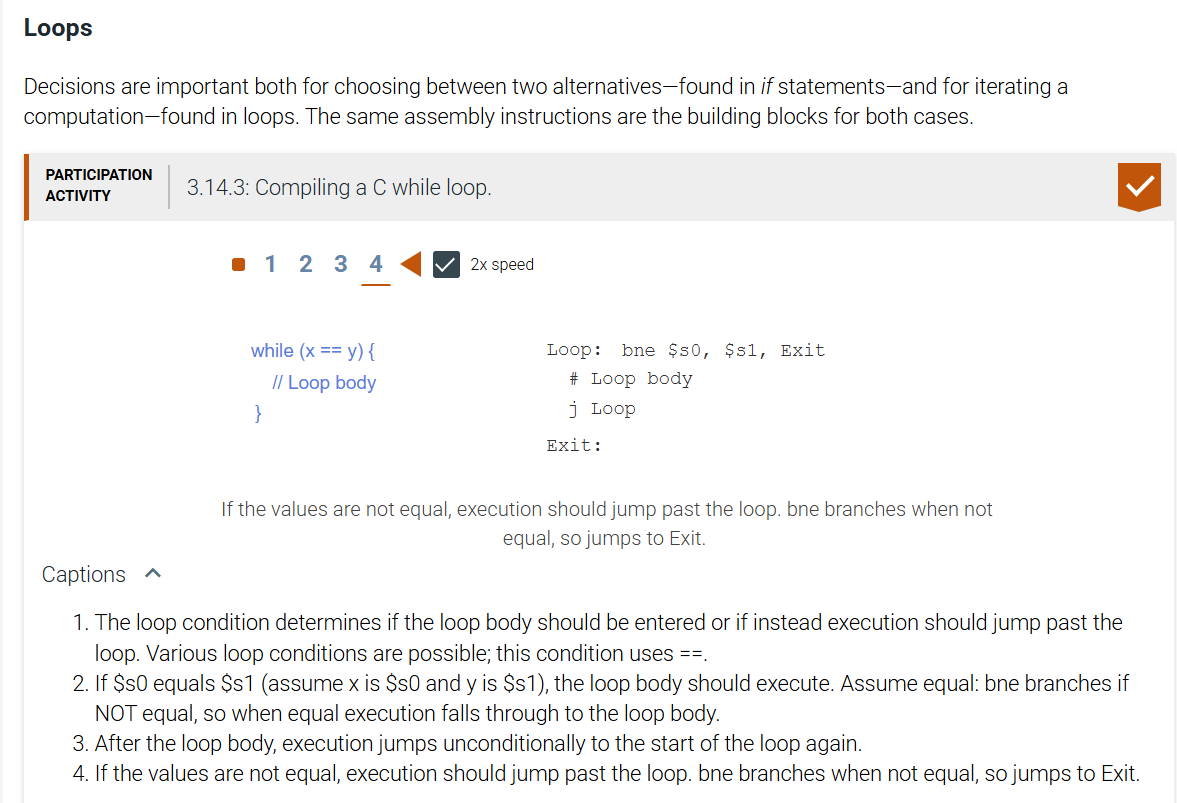 Loops
Decisions are important both for choosing between two alternatives—found in if statements—and for iterating a
computation—found in loops. The same assembly instructions are the building blocks for both cases.
PARTICIPATION
ACTIVITY
3.14.3: Compiling a C while loop.
1 2 3 4 2x speed
while (x == y) {
// Loop body
}
Loop: bne $s0, $s1, Exit
# Loop body
j Loop
Exit:
If the values are not equal, execution should jump past the loop. bne branches when not
equal, so jumps to Exit.
Captions
1. The loop condition determines if the loop body should be entered or if instead execution should jump past the
loop. Various loop conditions are possible; this condition uses ==.
2. If $s0 equals $s1 (assume x is $s0 and y is $s1), the loop body should execute. Assume equal: bne branches if
NOT equal, so when equal execution falls through to the loop body.
3. After the loop body, execution jumps unconditionally to the start of the loop again.
4. If the values are not equal, execution should jump past the loop. bne branches when not equal, so jumps to Exit.